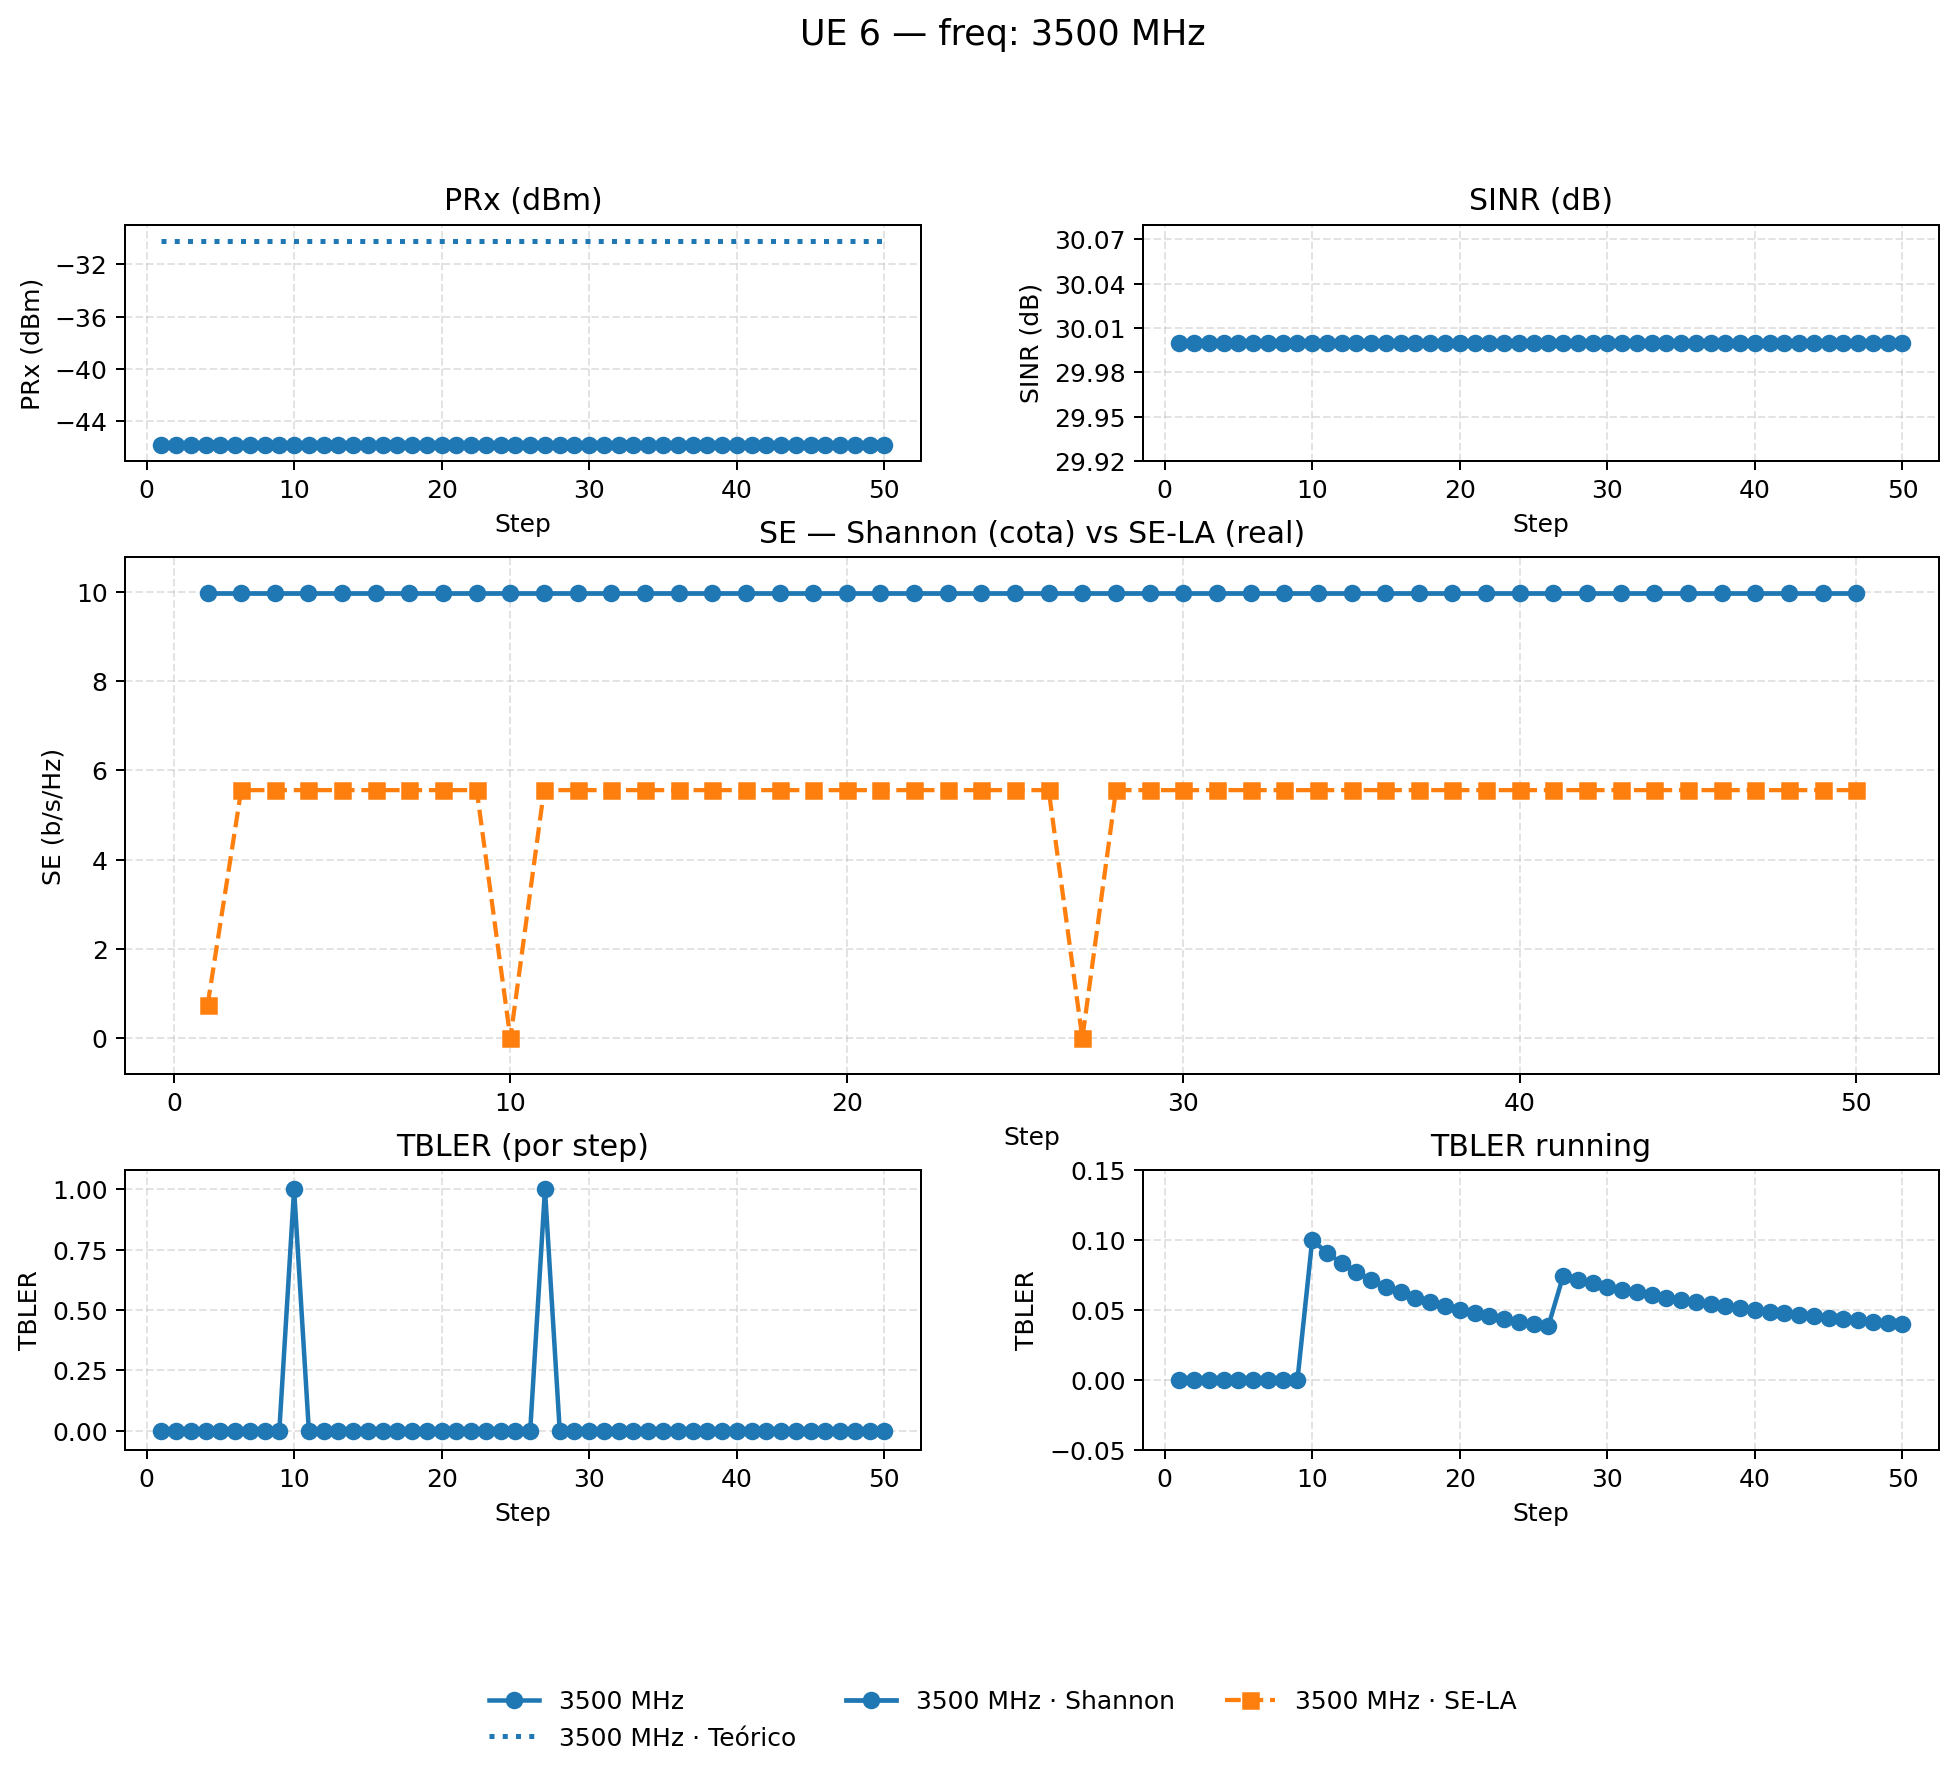 UE 6 — freq: 3500 MHz
PRx (dBm)
PRx (dBm)
−32
−36
−40
−44
0 10 20 30 40 50
Step
SINR (dB)
SINR (dB)
30.07
30.04
30.01
29.98
29.95
29.92
0 10 20 30 40 50
Step
SE — Shannon (cota) vs SE-LA (real)
SE (b/s/Hz)
10
8
6
4
2
0
0 10 20 30 40 50
Step
TBLER (por step)
TBLER
1.00
0.75
0.50
0.25
0.00
0 10 20 30 40 50
Step
TBLER running
TBLER
0.15
0.10
0.05
0.00
−0.05
0 10 20 30 40 50
Step
3500 MHz
3500 MHz · Teórico
3500 MHz · Shannon
3500 MHz · SE-LA